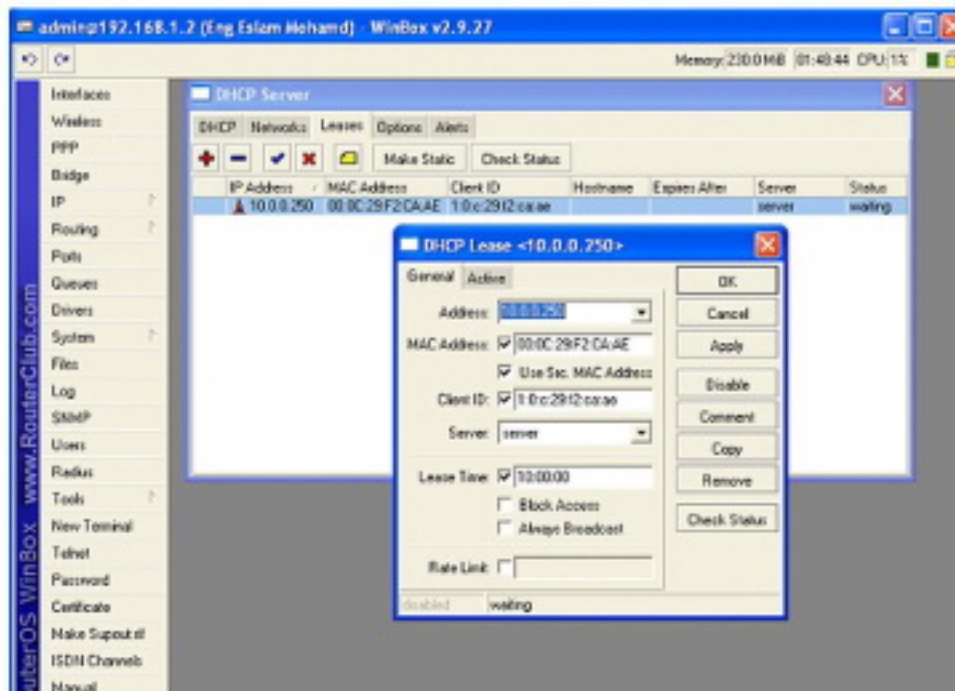 admin@192.168.1.2 (Eng Eslam Mohamd) - WinBox v2.9.27
Memory: 230.0 MiB 01:48:44 CPU: 1%
Interfaces
Wireless
PPP
Bridge
IP
Routing
Ports
Queues
Drivers
System
Files
Log
SNMP
Users
Radius
Tools
New Terminal
Telnet
Password
Certificate
Make Supout.rif
ISDN Channels
Manual
uterOS WinBox www.RouterClub.com
DHCP Server
DHCP Networks Leases Options Alerts
Make Static Check Status
IP Address MAC Address Client ID Hostname Expires After Server Status
10.0.0.250 00:0C:29:F2:CA:AE 1:0:c:29:f2:ca:ae server waiting
DHCP Lease <10.0.0.250>
General Active
Address: 10.0.0.250
MAC Address: 00:0C:29:F2:CA:AE
Use Src. MAC Address
Client ID: 1:0:c:29:f2:ca:ae
Server: server
Lease Time: 10:00:00
Block Access
Always Broadcast
Rate Limit:
OK
Cancel
Apply
Disable
Comment
Copy
Remove
Check Status
disabled waiting